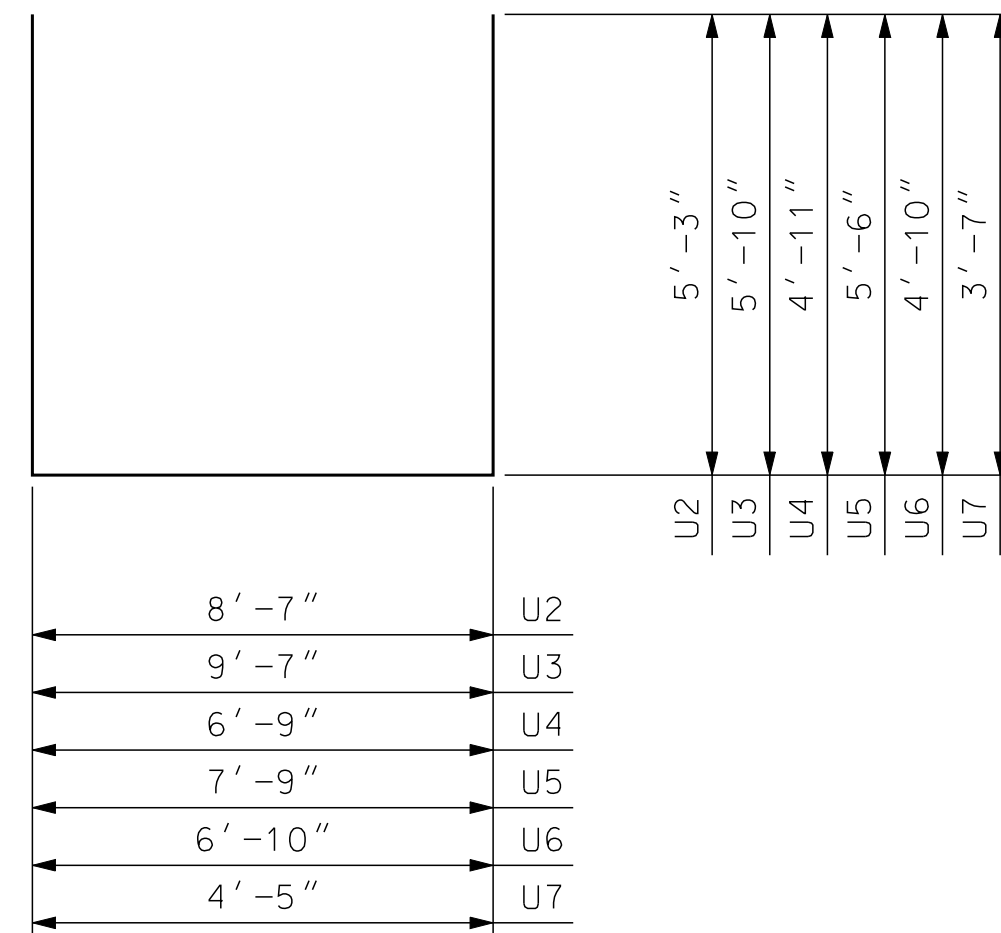 5'-3"
5'-10"
4'-11"
5'-6"
4'-10"
3'-7"
U2
U3
U4
U5
U6
U7
8'-7" U2
9'-7" U3
6'-9" U4
7'-9" U5
6'-10" U6
4'-5" U7